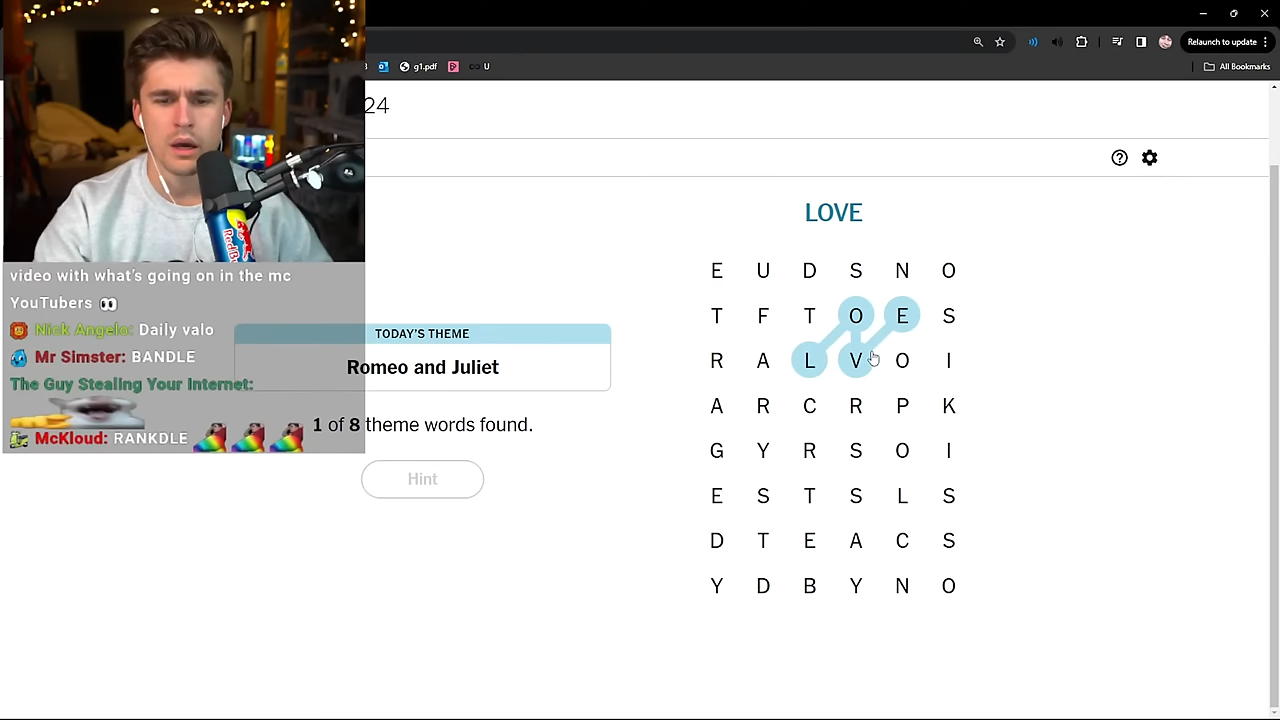 Relaunch to update
g1.pdf
U
All Bookmarks
24
LOVE
E U D S N O
T F T O E S
R A L V O I
A R C R P K
G Y R S O I
E S T S L S
D T E A C S
Y D B Y N O
TODAY'S THEME
Romeo and Juliet
1 of 8 theme words found.
Hint
video with what's going on in the mc
YouTubers
Nick Angelo: Daily valo
Mr Simster: BANDLE
The Guy Stealing Your Internet:
McKloud: RANKDLE
RedBull